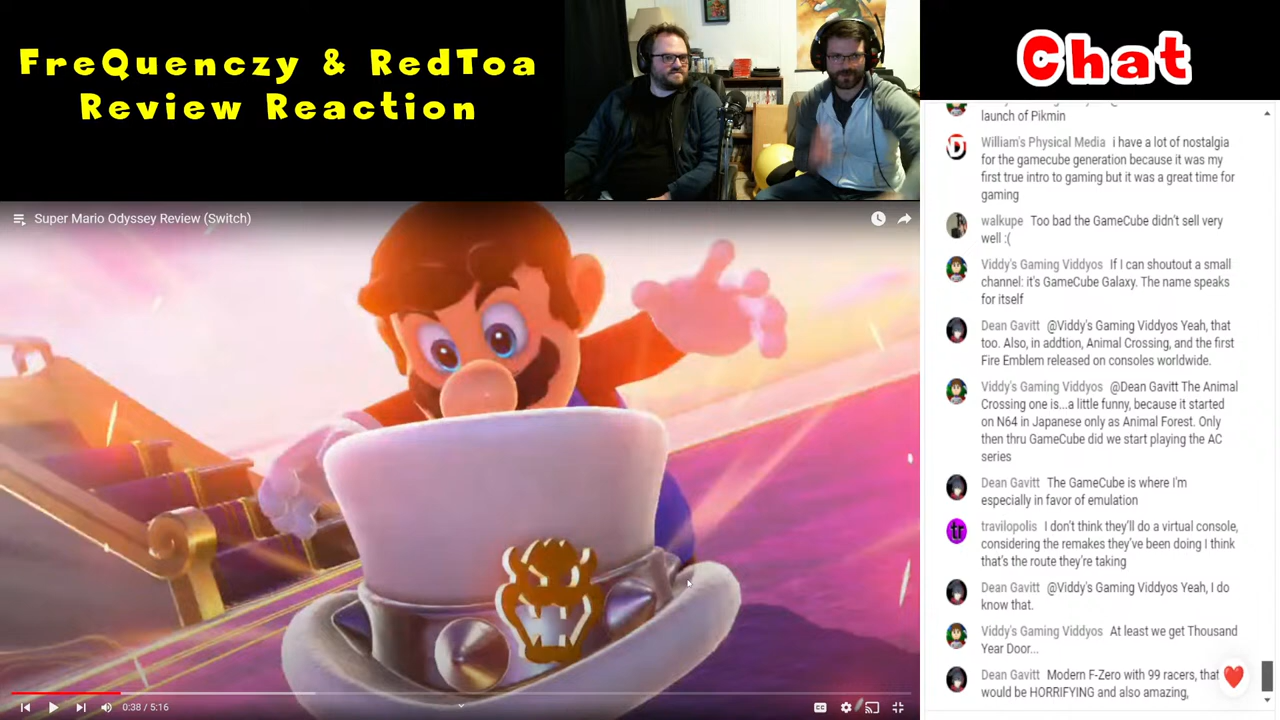 FreQuenczy & RedToa
Review Reaction
Chat
Super Mario Odyssey Review (Switch)
0:38 / 5:16
launch of Pikmin
William's Physical Media i have a lot of nostalgia
for the gamecube generation because it was my
first true intro to gaming but it was a great time for
gaming
walkupe Too bad the GameCube didn't sell very
well :(
Viddy's Gaming Viddyos If I can shoutout a small
channel: it's GameCube Galaxy. The name speaks
for itself
Dean Gavitt @Viddy's Gaming Viddyos Yeah, that
too. Also, in addtion, Animal Crossing, and the first
Fire Emblem released on consoles worldwide.
Viddy's Gaming Viddyos @Dean Gavitt The Animal
Crossing one is...a little funny, because it started
on N64 in Japanese only as Animal Forest. Only
then thru GameCube did we start playing the AC
series
Dean Gavitt The GameCube is where I'm
especially in favor of emulation
travilopolis I don't think they'll do a virtual console,
considering the remakes they've been doing I think
that's the route they're taking
Dean Gavitt @Viddy's Gaming Viddyos Yeah, I do
know that.
Viddy's Gaming Viddyos At least we get Thousand
Year Door...
Dean Gavitt Modern F-Zero with 99 racers, that
would be HORRIFYING and also amazing,